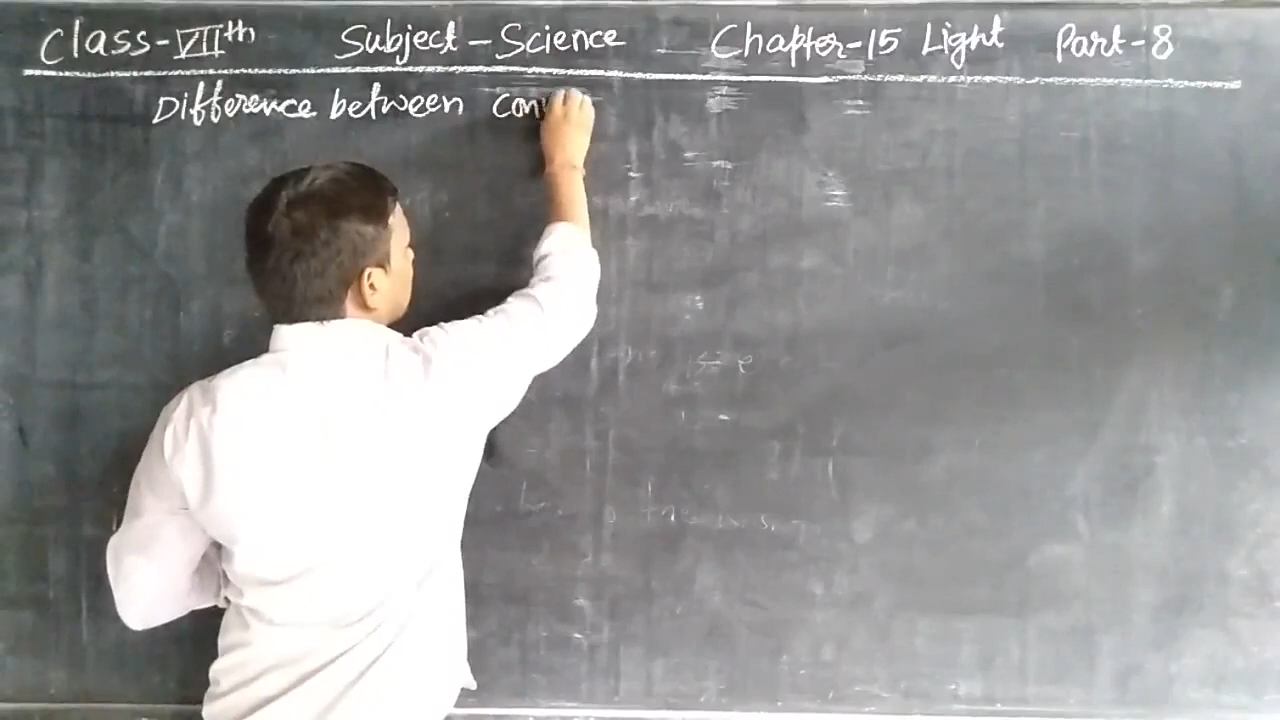 Class-VIIth Subject-Science Chapter-15 Light Part-8
Difference between con